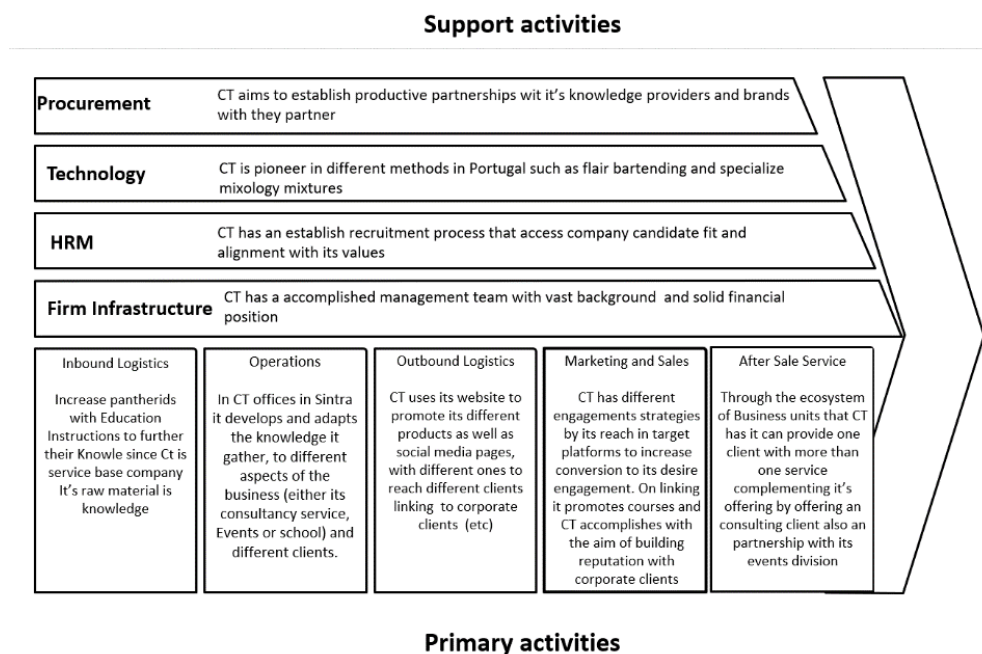 Support activities
Procurement
CT aims to establish productive partnerships wit it’s knowledge providers and brands
with they partner
Technology
CT is pioneer in different methods in Portugal such as flair bartending and specialize
mixology mixtures
HRM
CT has an establish recruitment process that access company candidate fit and
alignment with its values
Firm Infrastructure
CT has a accomplished management team with vast background and solid financial
position
Inbound Logistics
Increase pantherids
with Education
Instructions to further
their Knowle since Ct is
service base company
It’s raw material is
knowledge
Operations
In CT offices in Sintra
it develops and adapts
the knowledge it
gather, to different
aspects of the
business (either its
consultancy service,
Events or school) and
different clients.
Outbound Logistics
CT uses its website to
promote its different
products as well as
social media pages,
with different ones to
reach different clients
linking to corporate
clients (etc)
Marketing and Sales
CT has different
engagements strategies
by its reach in target
platforms to increase
conversion to its desire
engagement. On linking
it promotes courses and
CT accomplishes with
the aim of building
reputation with
corporate clients
After Sale Service
Through the ecosystem
of Business units that CT
has it can provide one
client with more than
one service
complementing it’s
offering by offering an
consulting client also an
partnership with its
events division
Primary activities